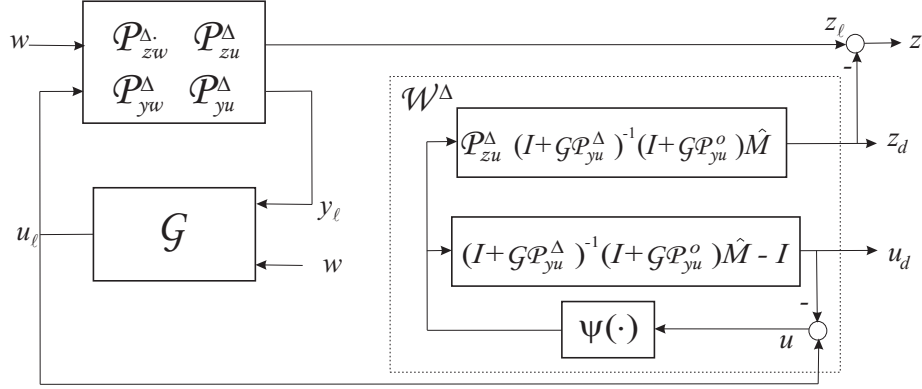 w 𝒫^Δ·_zw 𝒫^Δ_zu z_ℓ z
𝒫^Δ_yw 𝒫^Δ_yu 𝒲^Δ -
𝒫^Δ_zu (I+𝒢𝒫^Δ_yu)^-1(I+𝒢𝒫^o_yu)M̂ z_d
u_ℓ 𝒢 y_ℓ
w (I+𝒢𝒫^Δ_yu)^-1(I+𝒢𝒫^o_yu)M̂ - I u_d
ψ(·) u -